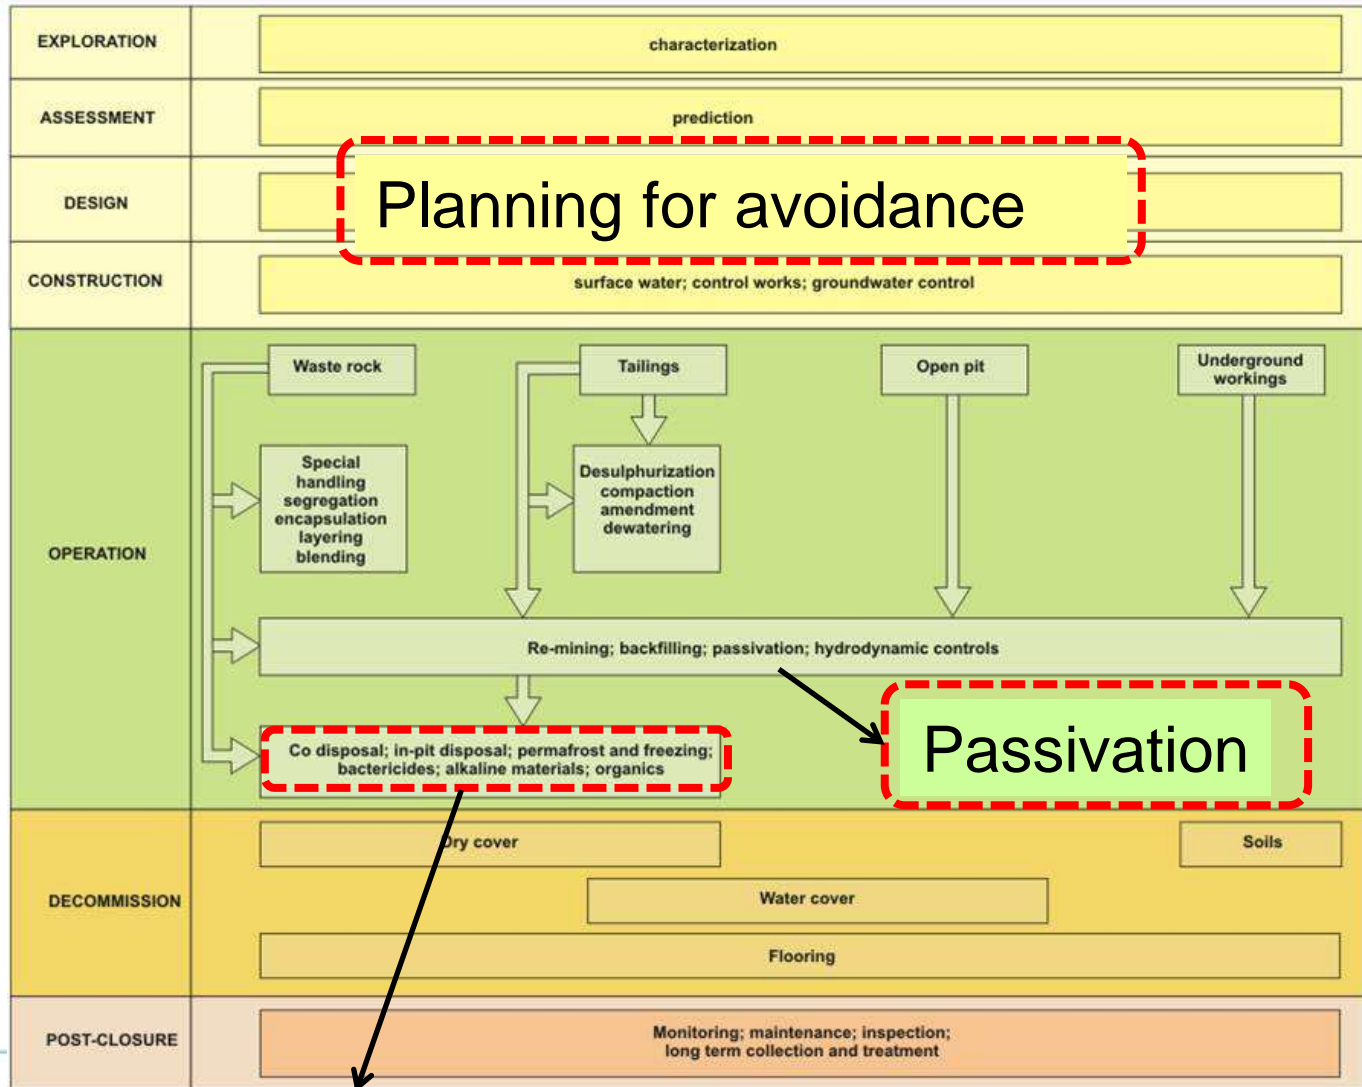 EXPLORATION
characterization
ASSESSMENT
prediction
DESIGN
Planning for avoidance
CONSTRUCTION
surface water; control works; groundwater control
OPERATION
Waste rock
Tailings
Open pit
Underground
workings
Special
handling
segregation
encapsulation
layering
blending
Desulphurization
compaction
amendment
dewatering
Re-mining; backfilling; passivation; hydrodynamic controls
Passivation
Co disposal; in-pit disposal; permafrost and freezing;
bactericides; alkaline materials; organics
DECOMMISSION
Dry cover
Soils
Water cover
Flooring
POST-CLOSURE
Monitoring; maintenance; inspection;
long term collection and treatment